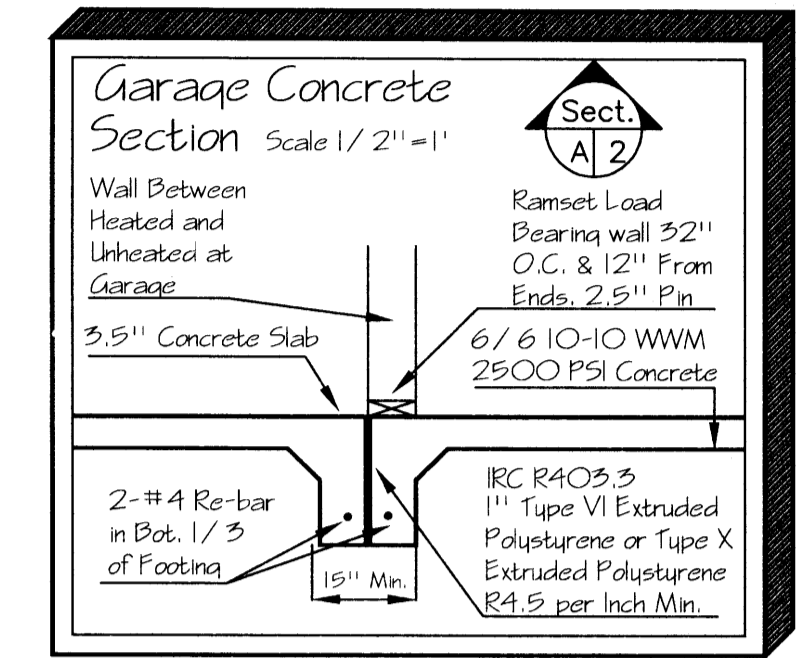 Garage Concrete
Section Scale 1/2"=1'
Sect.
A 2
Wall Between
Heated and
Unheated at
Garage
Ramset Load
Bearing wall 32"
O.C. & 12" From
Ends. 2.5" Pin
3.5" Concrete Slab
6/6 10-10 WWM
2500 PSI Concrete
2-#4 Re-bar
in Bot. 1/3
of Footing
15" Min.
IRC R403.3
1" Type VI Extruded
Polystyrene or Type X
Extruded Polystyrene
R4.5 per Inch Min.